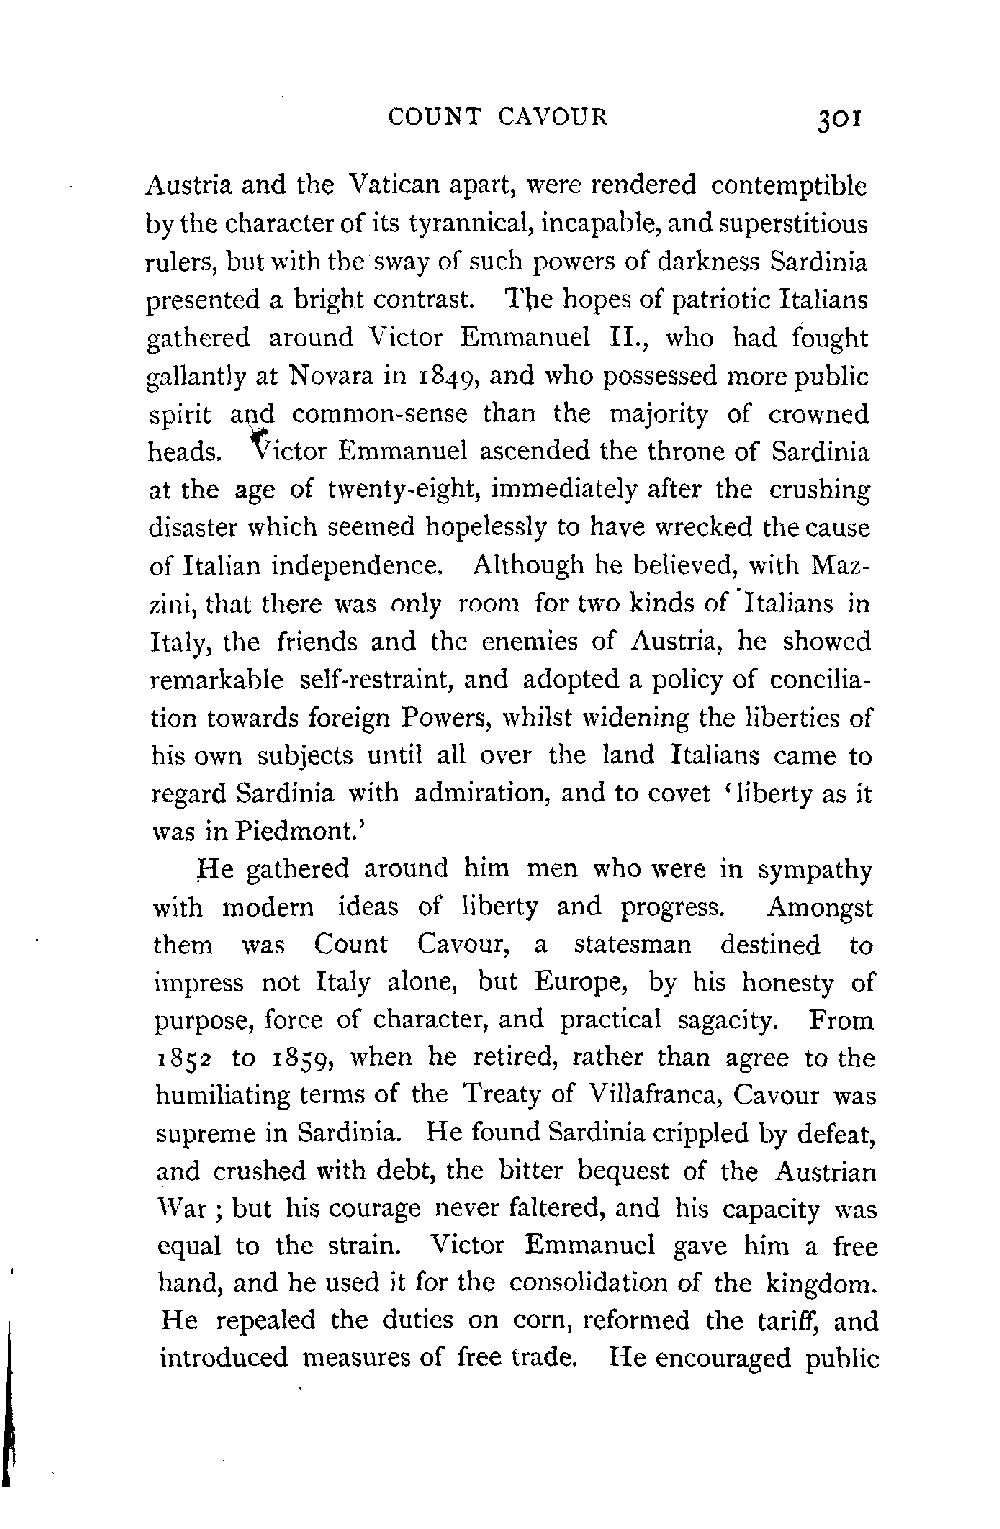 COUNT CAVOUR 301
Austria and the Vatican apart, were rendered contemptible
by the character of its tyrannical, incapable, and superstitious
rulers, but with the sway of such powers of darkness Sardinia
presented a bright contrast. The hopes of patriotic Italians
gathered around Victor Emmanuel II., who had fought
gallantly at Novara in 1849, and who possessed more public
spirit and common-sense than the majority of crowned
heads. Victor Emmanuel ascended the throne of Sardinia
at the age of twenty-eight, immediately after the crushing
disaster which seemed hopelessly to have wrecked the cause
of Italian independence. Although he believed, with Maz-
zini, that there was only room for two kinds of Italians in
Italy, the friends and the enemies of Austria, he showed
remarkable self-restraint, and adopted a policy of concilia-
tion towards foreign Powers, whilst widening the liberties of
his own subjects until all over the land Italians came to
regard Sardinia with admiration, and to covet ‘liberty as it
was in Piedmont.’
He gathered around him men who were in sympathy
with modern ideas of liberty and progress. Amongst
them was Count Cavour, a statesman destined to
impress not Italy alone, but Europe, by his honesty of
purpose, force of character, and practical sagacity. From
1852 to 1859, when he retired, rather than agree to the
humiliating terms of the Treaty of Villafranca, Cavour was
supreme in Sardinia. He found Sardinia crippled by defeat,
and crushed with debt, the bitter bequest of the Austrian
War ; but his courage never faltered, and his capacity was
equal to the strain. Victor Emmanuel gave him a free
hand, and he used it for the consolidation of the kingdom.
He repealed the duties on corn, reformed the tariff, and
introduced measures of free trade. He encouraged public